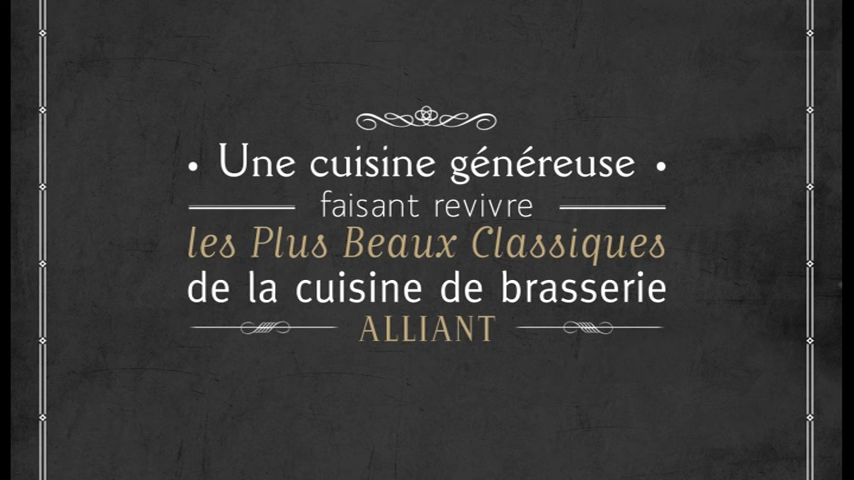 • Une cuisine généreuse •
faisant revivre
les Plus Beaux Classiques
de la cuisine de brasserie
ALLIANT